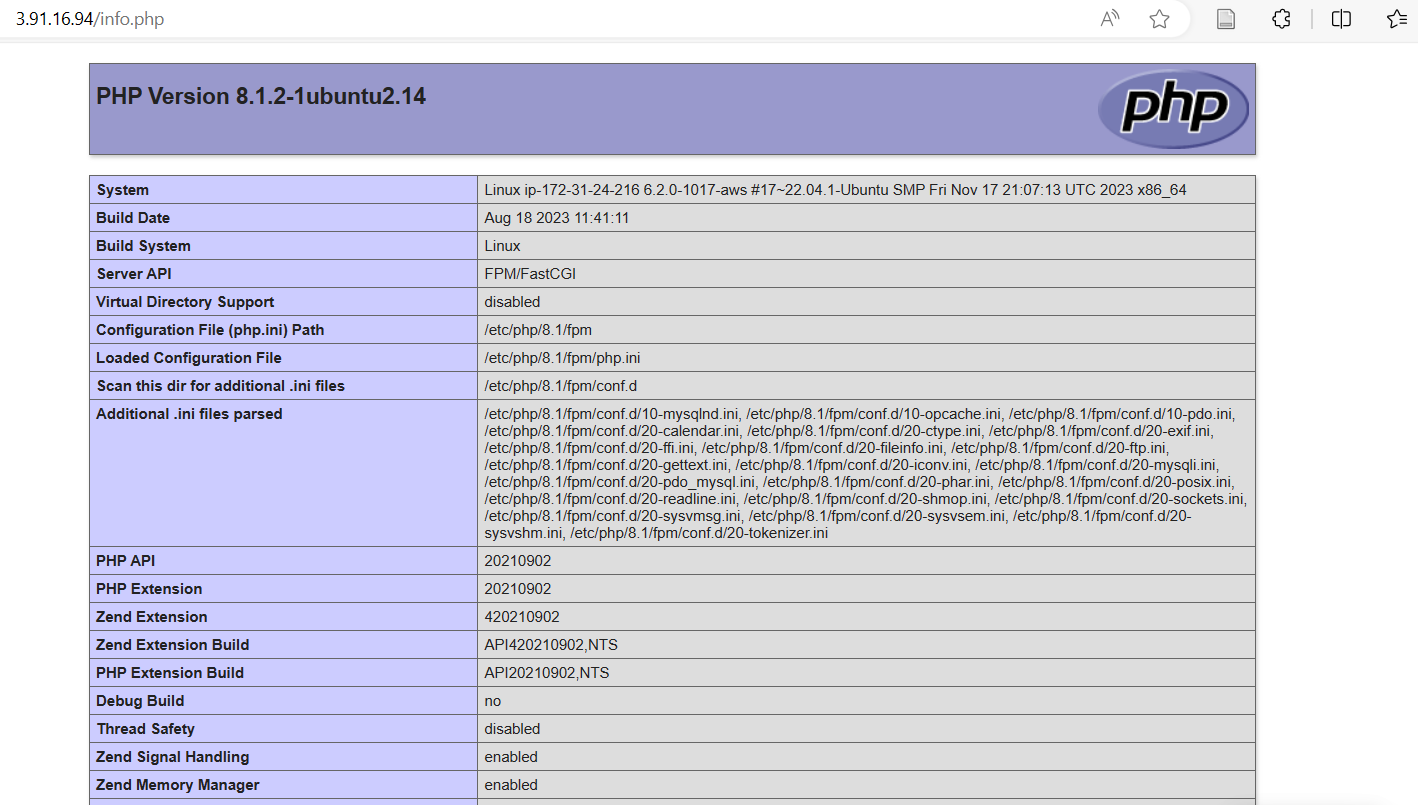 3.91.16.94/info.php
PHP Version 8.1.2-1ubuntu2.14
php
System Linux ip-172-31-24-216 6.2.0-1017-aws #17~22.04.1-Ubuntu SMP Fri Nov 17 21:07:13 UTC 2023 x86_64
Build Date Aug 18 2023 11:41:11
Build System Linux
Server API FPM/FastCGI
Virtual Directory Support disabled
Configuration File (php.ini) Path /etc/php/8.1/fpm
Loaded Configuration File /etc/php/8.1/fpm/php.ini
Scan this dir for additional .ini files /etc/php/8.1/fpm/conf.d
Additional .ini files parsed /etc/php/8.1/fpm/conf.d/10-mysqlnd.ini, /etc/php/8.1/fpm/conf.d/10-opcache.ini, /etc/php/8.1/fpm/conf.d/10-pdo.ini,
/etc/php/8.1/fpm/conf.d/20-calendar.ini, /etc/php/8.1/fpm/conf.d/20-ctype.ini, /etc/php/8.1/fpm/conf.d/20-exif.ini,
/etc/php/8.1/fpm/conf.d/20-ffi.ini, /etc/php/8.1/fpm/conf.d/20-fileinfo.ini, /etc/php/8.1/fpm/conf.d/20-ftp.ini,
/etc/php/8.1/fpm/conf.d/20-gettext.ini, /etc/php/8.1/fpm/conf.d/20-iconv.ini, /etc/php/8.1/fpm/conf.d/20-mysqli.ini,
/etc/php/8.1/fpm/conf.d/20-pdo_mysql.ini, /etc/php/8.1/fpm/conf.d/20-phar.ini, /etc/php/8.1/fpm/conf.d/20-posix.ini,
/etc/php/8.1/fpm/conf.d/20-readline.ini, /etc/php/8.1/fpm/conf.d/20-shmop.ini, /etc/php/8.1/fpm/conf.d/20-sockets.ini,
/etc/php/8.1/fpm/conf.d/20-sysvmsg.ini, /etc/php/8.1/fpm/conf.d/20-sysvsem.ini, /etc/php/8.1/fpm/conf.d/20-
sysvshm.ini, /etc/php/8.1/fpm/conf.d/20-tokenizer.ini
PHP API 20210902
PHP Extension 20210902
Zend Extension 420210902
Zend Extension Build API420210902,NTS
PHP Extension Build API20210902,NTS
Debug Build no
Thread Safety disabled
Zend Signal Handling enabled
Zend Memory Manager enabled